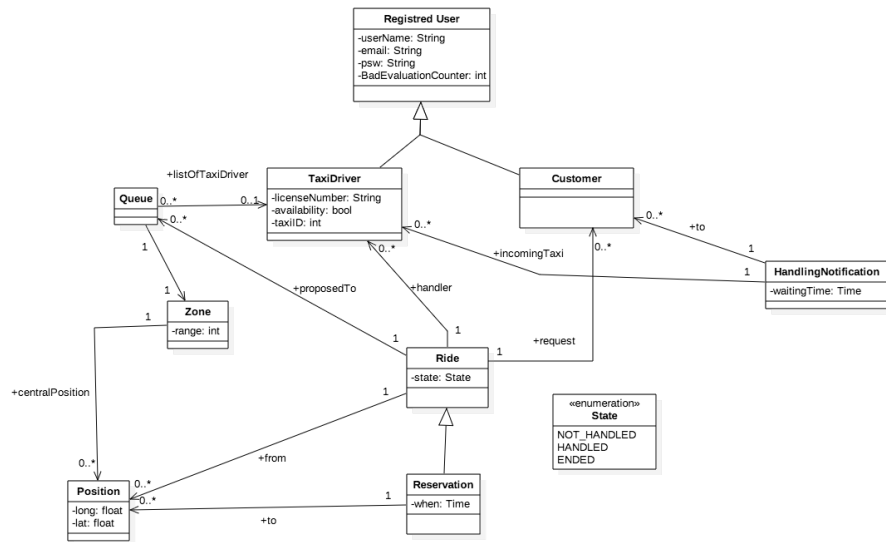 Registred User
-userName: String
-email: String
-psw: String
-BadEvaluationCounter: int
+listOfTaxiDriver
TaxiDriver
-licenseNumber: String
-availability: bool
-taxiID: int
Customer
Queue
0..*
0..1
0..*
0..*
0..*
0..*
0..*
+to
1
1
+incomingTaxi
1
HandlingNotification
-waitingTime: Time
1
+proposedTo
+handler
Zone
-range: int
1
1
1
1
+request
Ride
-state: State
+centralPosition
1
«enumeration»
State
NOT_HANDLED
HANDLED
ENDED
+from
0..*
0..*
0..*
Position
-long: float
-lat: float
1
Reservation
-when: Time
+to